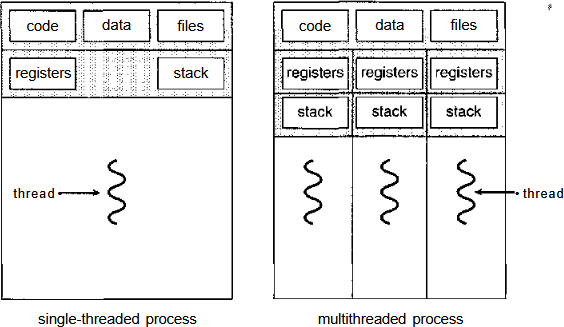 code data files
registers stack
thread
single-threaded process
code data files
registers registers registers
stack stack stack
thread
multithreaded process